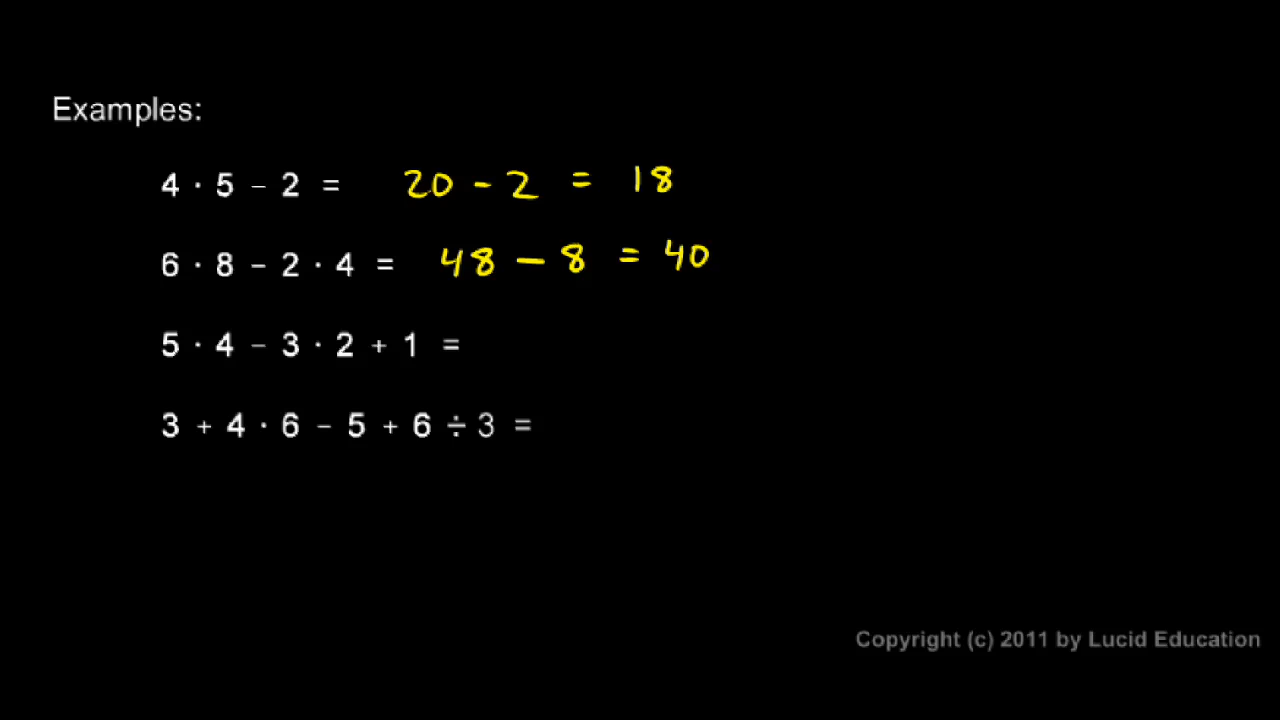 Examples:
4 · 5 – 2 = 20 - 2 = 18
6 · 8 – 2 · 4 = 48 – 8 = 40
5 · 4 – 3 · 2 + 1 =
3 + 4 · 6 – 5 + 6 ÷ 3 =
Copyright (c) 2011 by Lucid Education